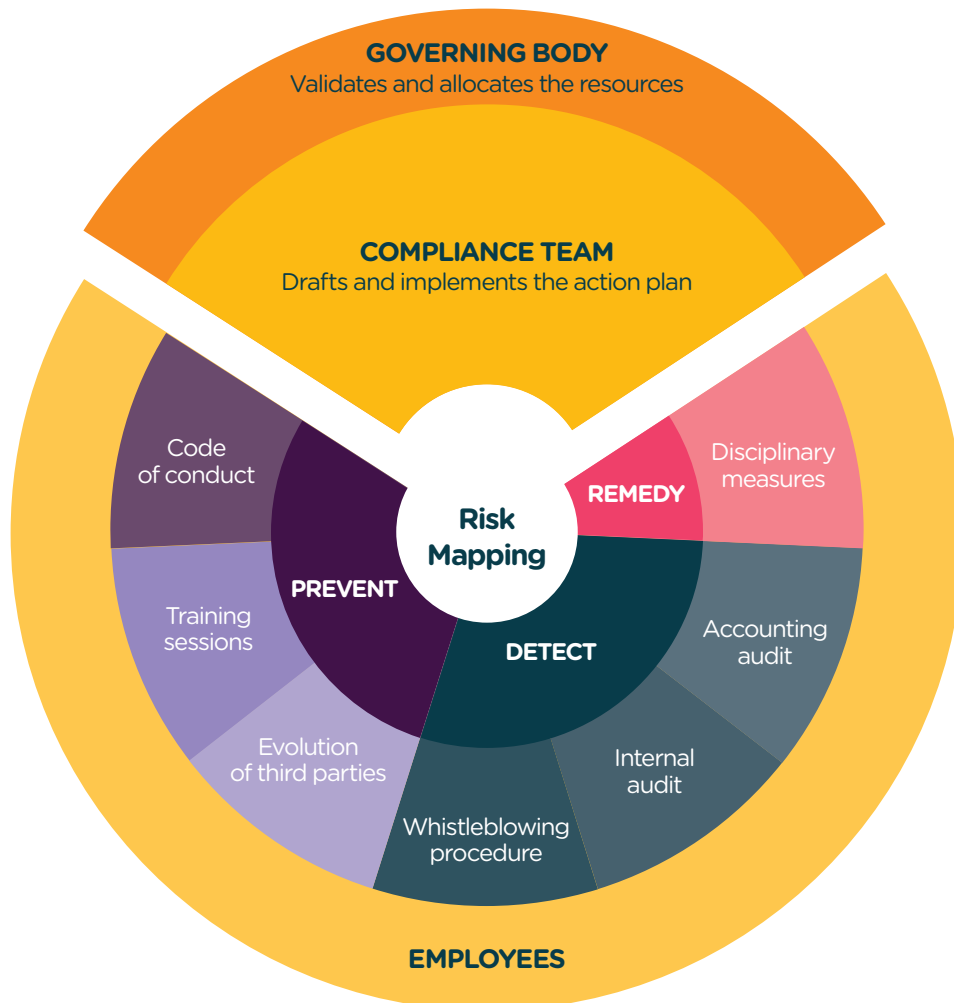 GOVERNING BODY
Validates and allocates the resources
COMPLIANCE TEAM
Drafts and implements the action plan
Code
of conduct
Disciplinary
measures
REMEDY
Risk
Mapping
PREVENT
Training
sessions
DETECT
Accounting
audit
Evolution
of third parties
Internal
audit
Whistleblowing
procedure
EMPLOYEES